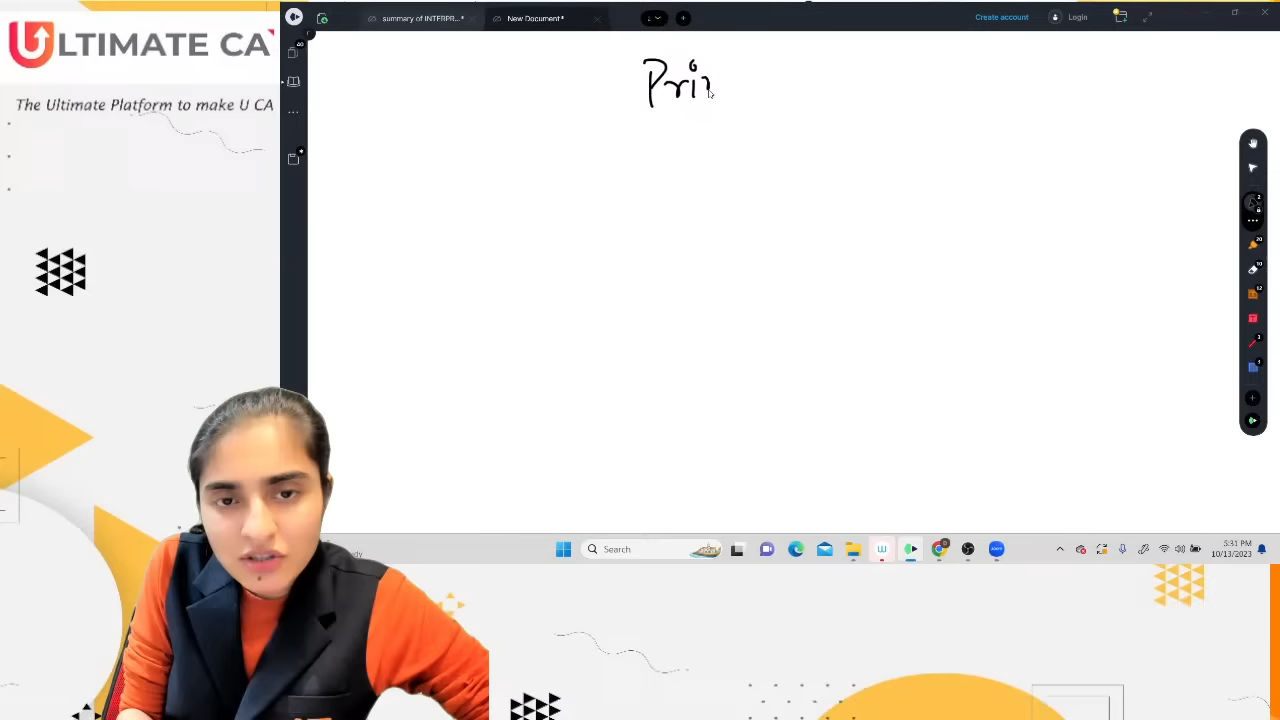 ULTIMATE CA
The Ultimate Platform to make U CA
summary of INTERPR...*
New Document*
Create account
Login
Pri
Search
5:31 PM
10/13/2023